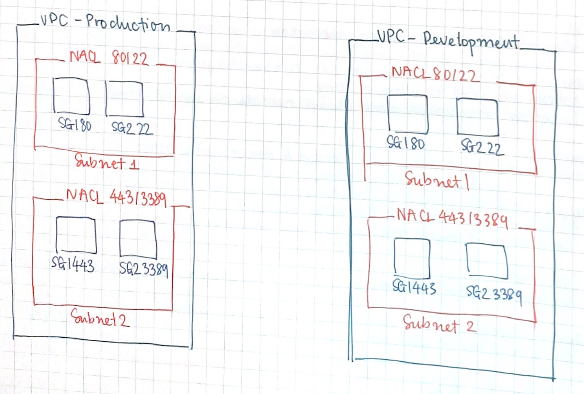 VPC - Production
NACL 80/22
SG1 80 SG2 22
Subnet 1
NACL 443/3389
SG1 443 SG2 3389
Subnet 2
VPC - Development
NACL 80/22
SG1 80 SG2 22
Subnet 1
NACL 443/3389
SG1 443 SG2 3389
Subnet 2